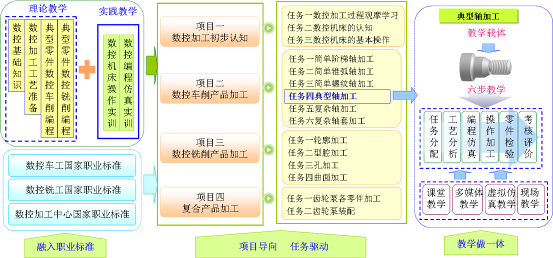 理论教学
实践教学
数控基础知识
数控加工工艺准备
典型零件数控车削编程
典型零件数控铣削编程
数控机床操作实训
数控编程仿真实训
数控车工国家职业标准
数控铣工国家职业标准
数控加工中心国家职业标准
融入职业标准
项目一
数控加工初步认知
项目二
数控车削产品加工
项目三
数控铣削产品加工
项目四
复合产品加工
任务一数控加工过程观摩学习
任务二数控机床的认知
任务三数控机床的基本操作
任务一简单阶梯轴加工
任务二简单锥弧轴加工
任务三简单螺纹轴加工
任务四典型轴加工
任务五复杂轴加工
任务六复杂轴套加工
任务一轮廓加工
任务二型腔加工
任务三孔加工
任务四曲面加工
任务一齿轮泵各零件加工
任务二齿轮泵装配
项目导向 任务驱动
典型轴加工
教学载体
六步教学
任务分配
工艺分析
编程仿真
操作加工
零件检验
考核评价
课堂教学
多媒体教学
虚拟仿真教学
现场教学
教学做一体